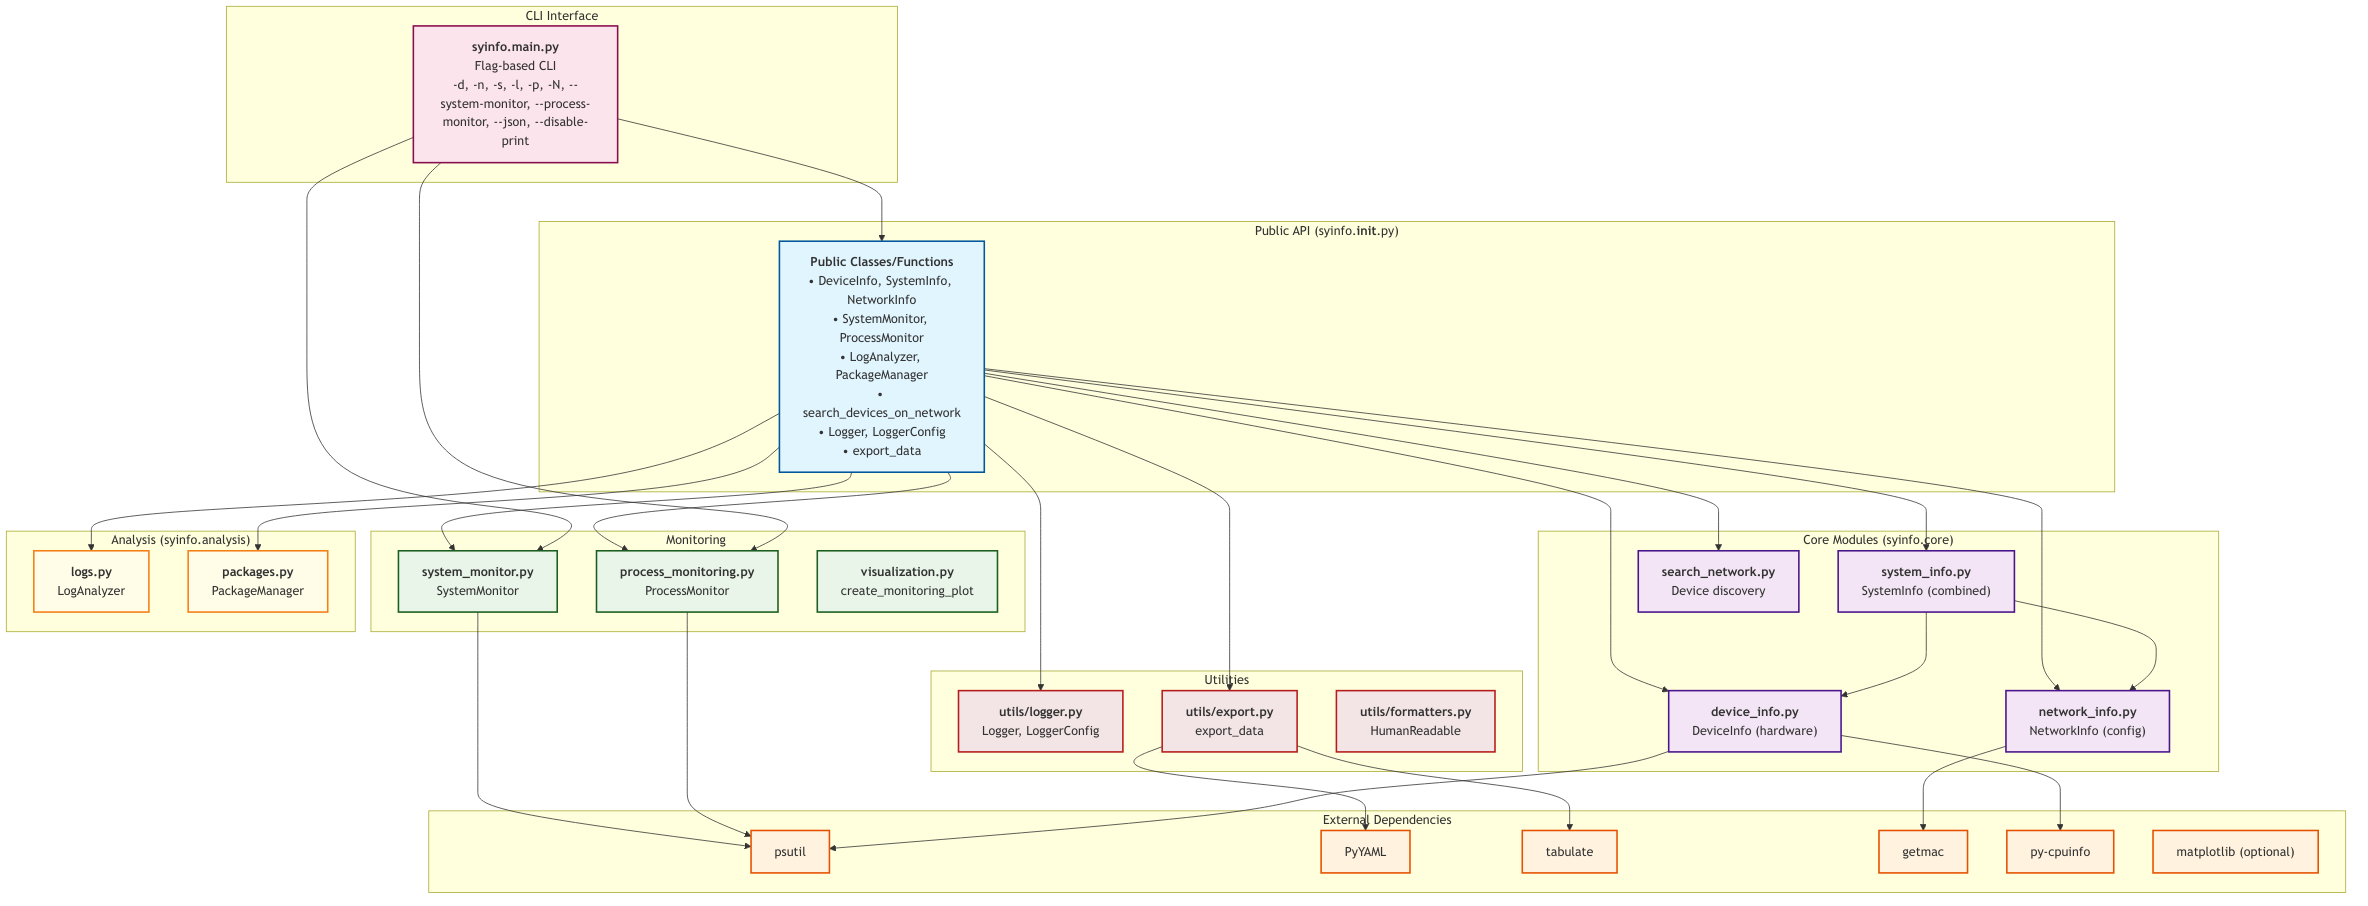 CLI Interface
syinfo.main.py
Flag-based CLI
-d, -n, -s, -l, -p, -N, --
system-monitor, --process-
monitor, --json, --disable-
print
Public API (syinfo.init.py)
Public Classes/Functions
• DeviceInfo, SystemInfo,
NetworkInfo
• SystemMonitor,
ProcessMonitor
• LogAnalyzer,
PackageManager
•
search_devices_on_network
• Logger, LoggerConfig
• export_data
Analysis (syinfo.analysis)
logs.py
LogAnalyzer
packages.py
PackageManager
Monitoring
system_monitor.py
SystemMonitor
process_monitoring.py
ProcessMonitor
visualization.py
create_monitoring_plot
Core Modules (syinfo.core)
search_network.py
Device discovery
system_info.py
SystemInfo (combined)
device_info.py
DeviceInfo (hardware)
network_info.py
NetworkInfo (config)
Utilities
utils/logger.py
Logger, LoggerConfig
utils/export.py
export_data
utils/formatters.py
HumanReadable
External Dependencies
psutil
PyYAML
tabulate
getmac
py-cpuinfo
matplotlib (optional)